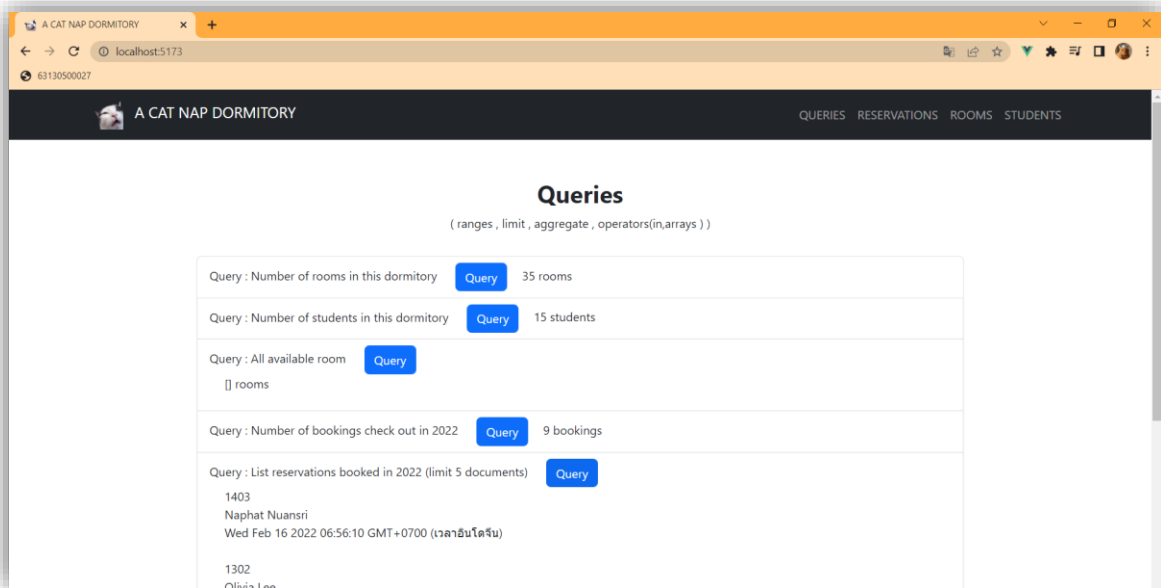 A CAT NAP DORMITORY
localhost:5173
63130500027
A CAT NAP DORMITORY QUERIES RESERVATIONS ROOMS STUDENTS
Queries
( ranges , limit , aggregate , operators(in,arrays ) )
Query : Number of rooms in this dormitory Query 35 rooms
Query : Number of students in this dormitory Query 15 students
Query : All available room Query
[] rooms
Query : Number of bookings check out in 2022 Query 9 bookings
Query : List reservations booked in 2022 (limit 5 documents) Query
1403
Naphat Nuansri
Wed Feb 16 2022 06:56:10 GMT+0700 (เวลาอินโดจีน)
1302
Olivia Lee